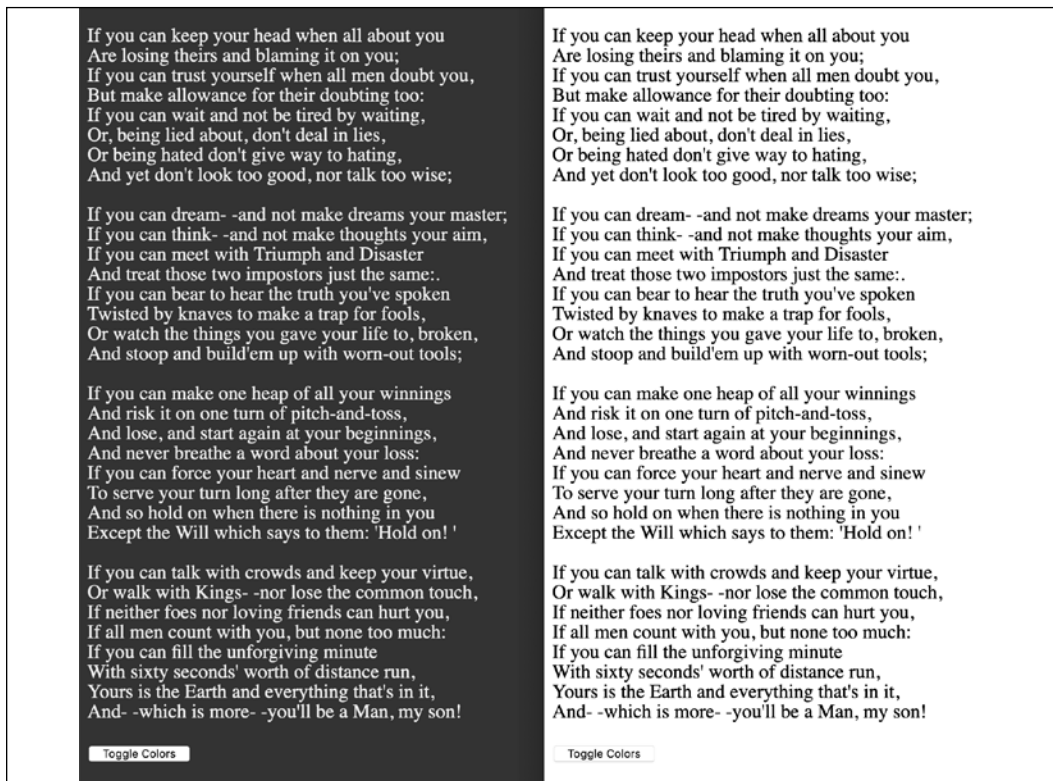 If you can keep your head when all about you
Are losing theirs and blaming it on you;
If you can trust yourself when all men doubt you,
But make allowance for their doubting too:
If you can wait and not be tired by waiting,
Or, being lied about, don't deal in lies,
Or being hated don't give way to hating,
And yet don't look too good, nor talk too wise;

If you can dream- -and not make dreams your master;
If you can think- -and not make thoughts your aim,
If you can meet with Triumph and Disaster
And treat those two impostors just the same:.
If you can bear to hear the truth you've spoken
Twisted by knaves to make a trap for fools,
Or watch the things you gave your life to, broken,
And stoop and build'em up with worn-out tools;

If you can make one heap of all your winnings
And risk it on one turn of pitch-and-toss,
And lose, and start again at your beginnings,
And never breathe a word about your loss:
If you can force your heart and nerve and sinew
To serve your turn long after they are gone,
And so hold on when there is nothing in you
Except the Will which says to them: 'Hold on! '

If you can talk with crowds and keep your virtue,
Or walk with Kings- -nor lose the common touch,
If neither foes nor loving friends can hurt you,
If all men count with you, but none too much:
If you can fill the unforgiving minute
With sixty seconds' worth of distance run,
Yours is the Earth and everything that's in it,
And- -which is more- -you'll be a Man, my son!

Toggle Colors

If you can keep your head when all about you
Are losing theirs and blaming it on you;
If you can trust yourself when all men doubt you,
But make allowance for their doubting too:
If you can wait and not be tired by waiting,
Or, being lied about, don't deal in lies,
Or being hated don't give way to hating,
And yet don't look too good, nor talk too wise;

If you can dream- -and not make dreams your master;
If you can think- -and not make thoughts your aim,
If you can meet with Triumph and Disaster
And treat those two impostors just the same:.
If you can bear to hear the truth you've spoken
Twisted by knaves to make a trap for fools,
Or watch the things you gave your life to, broken,
And stoop and build'em up with worn-out tools;

If you can make one heap of all your winnings
And risk it on one turn of pitch-and-toss,
And lose, and start again at your beginnings,
And never breathe a word about your loss:
If you can force your heart and nerve and sinew
To serve your turn long after they are gone,
And so hold on when there is nothing in you
Except the Will which says to them: 'Hold on! '

If you can talk with crowds and keep your virtue,
Or walk with Kings- -nor lose the common touch,
If neither foes nor loving friends can hurt you,
If all men count with you, but none too much:
If you can fill the unforgiving minute
With sixty seconds' worth of distance run,
Yours is the Earth and everything that's in it,
And- -which is more- -you'll be a Man, my son!

Toggle Colors